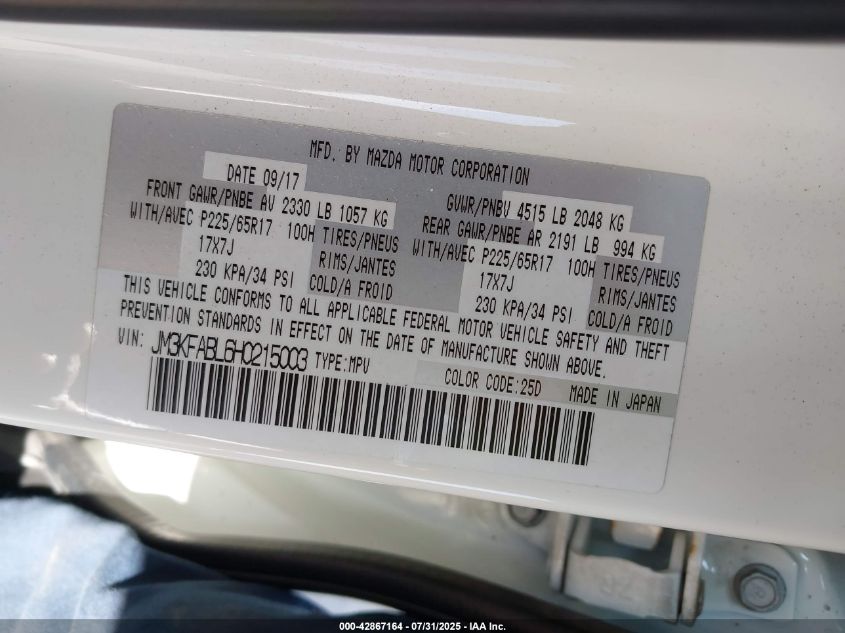 MFD. BY MAZDA MOTOR CORPORATION
DATE 09/17
GVWR/PNBV 4515 LB 2048 KG
FRONT GAWR/PNBE AV 2330 LB 1057 KG
REAR GAWR/PNBE AR 2191 LB 994 KG
WITH/AVEC P225/65R17 100H TIRES/PNEUS
17X7J RIMS/JANTES
230 KPA/34 PSI COLD/A FROID
WITH/AVEC P225/65R17 100H TIRES/PNEUS
17X7J RIMS/JANTES
230 KPA/34 PSI COLD/A FROID
THIS VEHICLE CONFORMS TO ALL APPLICABLE FEDERAL MOTOR VEHICLE SAFETY AND THEFT
PREVENTION STANDARDS IN EFFECT ON THE DATE OF MANUFACTURE SHOWN ABOVE.
VIN: JM3KFABL6H0215003 TYPE:MPV
COLOR CODE:25D MADE IN JAPAN
000-42867164 - 07/31/2025 - IAA Inc.